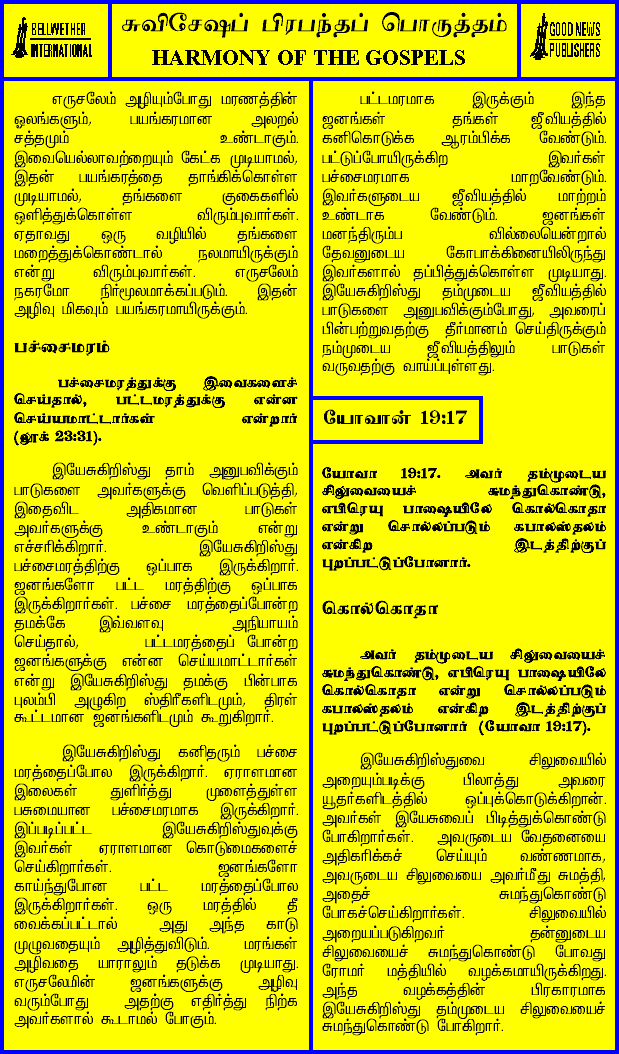 BELLWETHER
INTERNATIONAL
சுவிசேஷப் பிரபந்தப் பொருத்தம்
HARMONY OF THE GOSPELS
GOOD NEWS
PUBLISHERS
எருசலேம் அழியும்போது மரணத்தின்
ஓலங்களும், பயங்கரமான அலறல்
சத்தமும் உண்டாகும்.
இவையெல்லாவற்றையும் கேட்க முடியாமல்,
இதன் பயங்கரத்தை தாங்கிக்கொள்ள
முடியாமல், தங்களை குகைகளில்
ஒளித்துக்கொள்ள விரும்புவார்கள்.
ஏதாவது ஒரு வழியில் தங்களை
மறைத்துக்கொண்டால் நலமாயிருக்கும்
என்று விரும்புவார்கள். எருசலேம்
நகரமோ நிர்மூலமாக்கப்படும். இதன்
அழிவு மிகவும் பயங்கரமாயிருக்கும்.
பச்சைமரம்
பச்சைமரத்துக்கு இவைகளைச்
செய்தால், பட்டமரத்துக்கு என்ன
செய்யமாட்டார்கள் என்றார்
(லூக் 23:31).
இயேசுகிறிஸ்து தாம் அனுபவிக்கும்
பாடுகளை அவர்களுக்கு வெளிப்படுத்தி,
இதைவிட அதிகமான பாடுகள்
அவர்களுக்கு உண்டாகும் என்று
எச்சரிக்கிறார். இயேசுகிறிஸ்து
பச்சைமரத்திற்கு ஒப்பாக இருக்கிறார்.
ஜனங்களோ பட்ட மரத்திற்கு ஒப்பாக
இருக்கிறார்கள். பச்சை மரத்தைப்போன்ற
தமக்கே இவ்வளவு அநியாயம்
செய்தால், பட்டமரத்தைப் போன்ற
ஜனங்களுக்கு என்ன செய்யமாட்டார்கள்
என்று இயேசுகிறிஸ்து தமக்கு பின்பாக
புலம்பி அழுகிற ஸ்திரீகளிடமும், திரள்
கூட்டமான ஜனங்களிடமும் கூறுகிறார்.
இயேசுகிறிஸ்து கனிதரும் பச்சை
மரத்தைப்போல இருக்கிறார். ஏராளமான
இலைகள் துளிர்த்து முளைத்துள்ள
பசுமையான பச்சைமரமாக இருக்கிறார்.
இப்படிப்பட்ட இயேசுகிறிஸ்துவுக்கு
இவர்கள் ஏராளமான கொடுமைகளைச்
செய்கிறார்கள். ஜனங்களோ
காய்ந்துபோன பட்ட மரத்தைப்போல
இருக்கிறார்கள். ஒரு மரத்தில் தீ
வைக்கப்பட்டால் அது அந்த காடு
முழுவதையும் அழித்துவிடும். மரங்கள்
அழிவதை யாராலும் தடுக்க முடியாது.
எருசலேமின் ஜனங்களுக்கு அழிவு
வரும்போது அதற்கு எதிர்த்து நிற்க
அவர்களால் கூடாமல் போகும்.
பட்டமரமாக இருக்கும் இந்த
ஜனங்கள் தங்கள் ஜீவியத்தில்
கனிகொடுக்க ஆரம்பிக்க வேண்டும்.
பட்டுப்போயிருக்கிற இவர்கள்
பச்சைமரமாக மாறவேண்டும்.
இவர்களுடைய ஜீவியத்தில் மாற்றம்
உண்டாக வேண்டும். ஜனங்கள்
மனந்திரும்ப வில்லையென்றால்
தேவனுடைய கோபாக்கினையிலிருந்து
இவர்களால் தப்பித்துக்கொள்ள முடியாது.
இயேசுகிறிஸ்து தம்முடைய ஜீவியத்தில்
பாடுகளை அனுபவிக்கும்போது, அவரைப்
பின்பற்றுவதற்கு தீர்மானம் செய்திருக்கும்
நம்முடைய ஜீவியத்திலும் பாடுகள்
வருவதற்கு வாய்ப்புள்ளது.
யோவான் 19:17
யோவா 19:17. அவர் தம்முடைய
சிலுவையைச் சுமந்துகொண்டு,
எபிரெயு பாஷையிலே கொல்கொதா
என்று சொல்லப்படும் கபாலஸ்தலம்
என்கிற இடத்திற்குப்
புறப்பட்டுப்போனார்.
கொல்கொதா
அவர் தம்முடைய சிலுவையைச்
சுமந்துகொண்டு, எபிரெயு பாஷையிலே
கொல்கொதா என்று சொல்லப்படும்
கபாலஸ்தலம் என்கிற இடத்திற்குப்
புறப்பட்டுப்போனார் (யோவா 19:17).
இயேசுகிறிஸ்துவை சிலுவையில்
அறையும்படிக்கு பிலாத்து அவரை
யூதர்களிடத்தில் ஒப்புக்கொடுக்கிறான்.
அவர்கள் இயேசுவைப் பிடித்துக்கொண்டு
போகிறார்கள். அவருடைய வேதனையை
அதிகரிக்கச் செய்யும் வண்ணமாக,
அவருடைய சிலுவையை அவர்மீது சுமத்தி,
அதைச் சுமந்துகொண்டு
போகச்செய்கிறார்கள். சிலுவையில்
அறையப்படுகிறவர் தன்னுடைய
சிலுவையைச் சுமந்துகொண்டு போவது
ரோமர் மத்தியில் வழக்கமாயிருக்கிறது.
அந்த வழக்கத்தின் பிரகாரமாக
இயேசுகிறிஸ்து தம்முடைய சிலுவையைச்
சுமந்துகொண்டு போகிறார்.